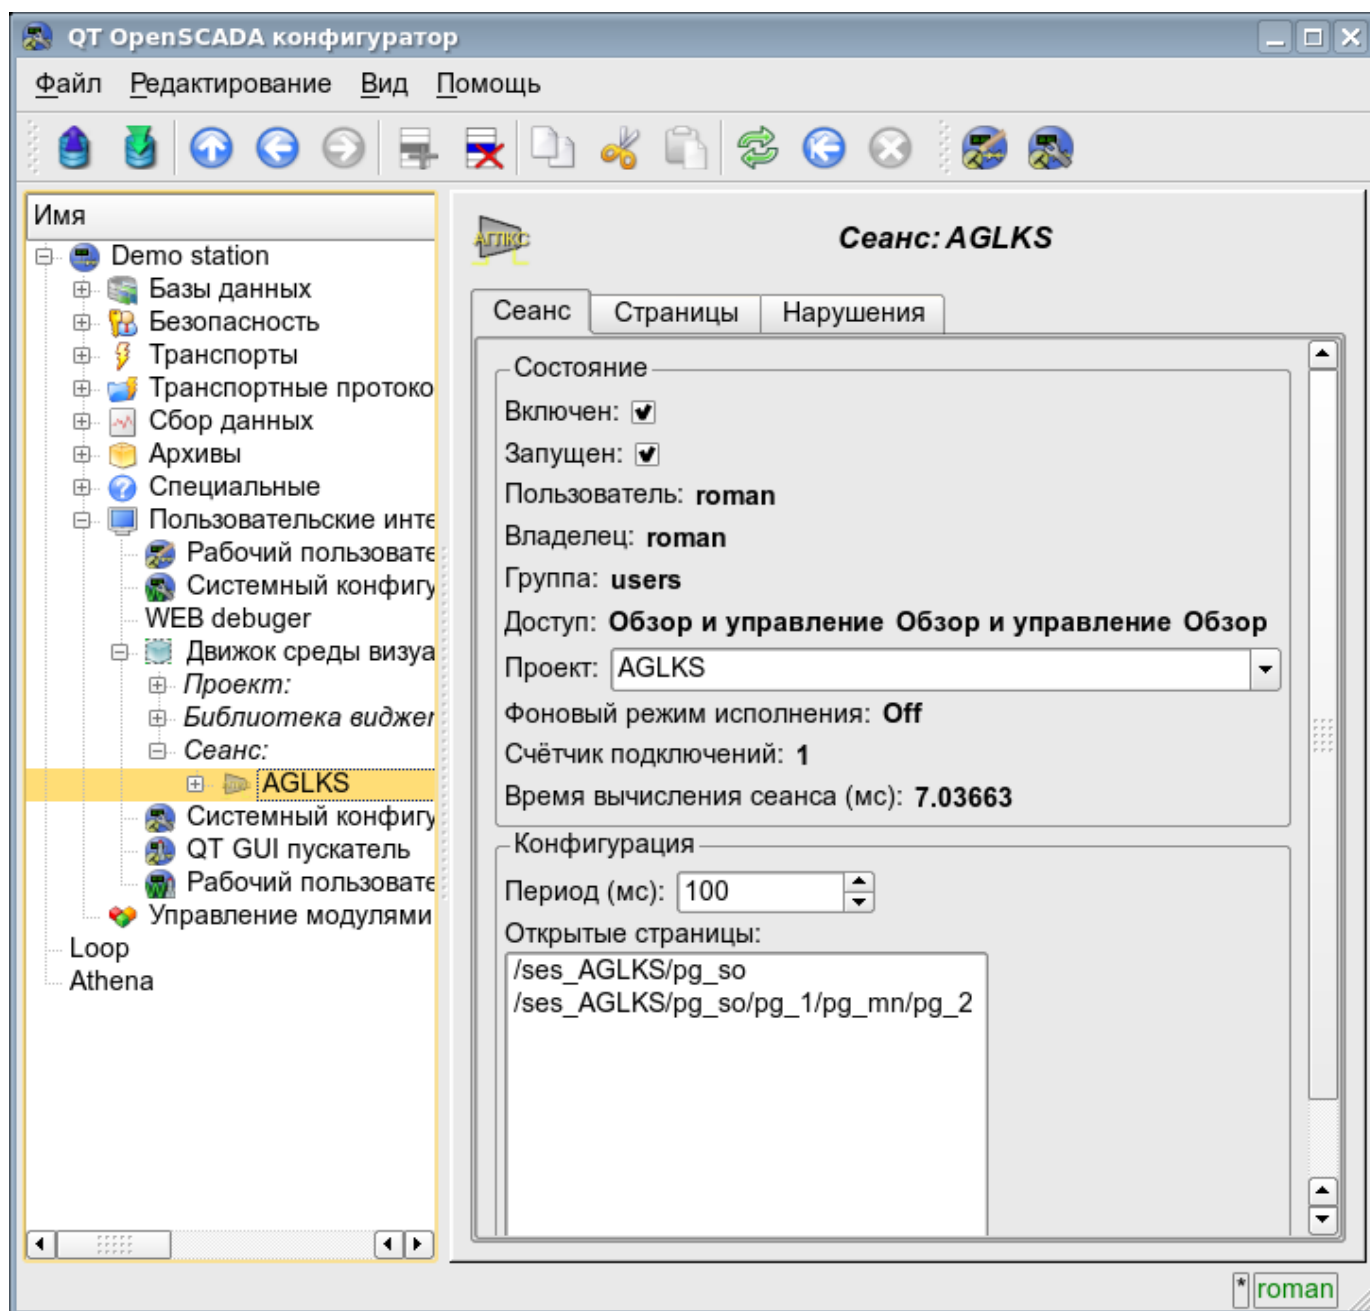 QT OpenSCADA конфигуратор
Файл Редактирование Вид Помощь
Имя
Demo station
Базы данных
Безопасность
Транспорты
Транспортные протоко
Сбор данных
Архивы
Специальные
Пользовательские инте
Рабочий пользовате
Системный конфигу
WEB debuger
Движок среды визуа
Проект:
Библиотека виджет
Сеанс:
AGLKS
Системный конфигу
QT GUI пускатель
Рабочий пользовате
Управление модулями
Loop
Athena
АГЛКС
Сеанс: AGLKS
Сеанс Страницы Нарушения
Состояние
Включен:
Запущен:
Пользователь: roman
Владелец: roman
Группа: users
Доступ: Обзор и управление Обзор и управление Обзор
Проект: AGLKS
Фоновый режим исполнения: Off
Счётчик подключений: 1
Время вычисления сеанса (мс): 7.03663
Конфигурация
Период (мс): 100
Открытые страницы:
/ses_AGLKS/pg_so
/ses_AGLKS/pg_so/pg_1/pg_mn/pg_2
* roman